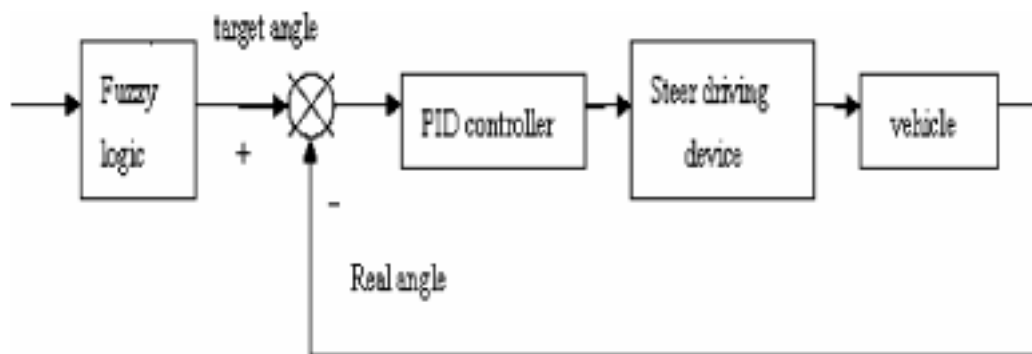 target angle
Fuzzy
logic
+
PID controller
Steer driving
device
vehicle
-
Real angle